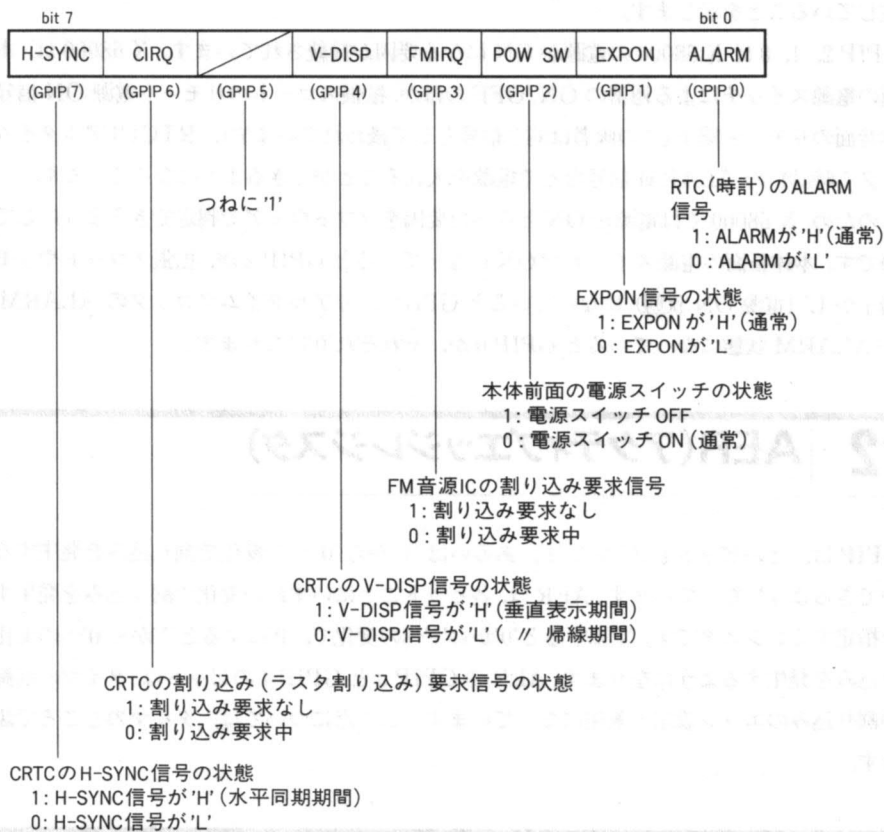 bit 7 bit 0
H-SYNC CIRQ V-DISP FMIRQ POW SW EXPON ALARM
(GPIP 7) (GPIP 6) (GPIP 5) (GPIP 4) (GPIP 3) (GPIP 2) (GPIP 1) (GPIP 0)
つねに'1'
RTC(時計)のALARM
信号
1: ALARMが'H'(通常)
0: ALARMが'L'
EXPON信号の状態
1: EXPONが'H'(通常)
0: EXPONが'L'
本体前面の電源スイッチの状態
1: 電源スイッチ OFF
0: 電源スイッチ ON(通常)
FM音源ICの割り込み要求信号
1: 割り込み要求なし
0: 割り込み要求中
CRTCのV-DISP信号の状態
1: V-DISP信号が'H'(垂直表示期間)
0: V-DISP信号が'L'( 〃 帰線期間)
CRTCの割り込み(ラスタ割り込み)要求信号の状態
1: 割り込み要求なし
0: 割り込み要求中
CRTCのH-SYNC信号の状態
1: H-SYNC信号が'H'(水平同期期間)
0: H-SYNC信号が'L'